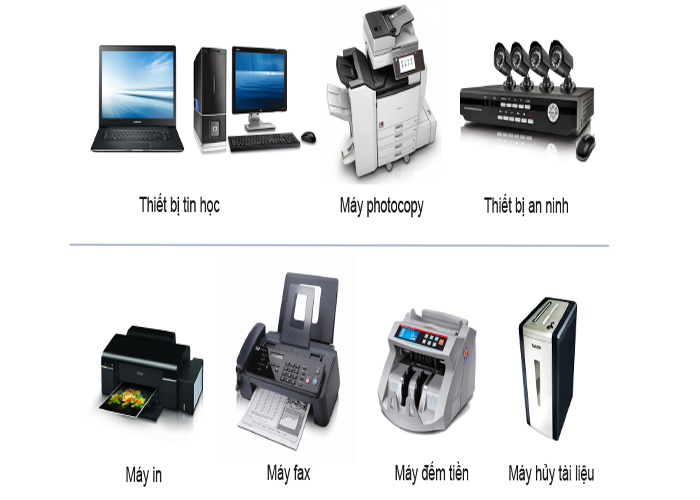 Thiết bị tin học
Máy photocopy
Thiết bị an ninh
Máy in
Máy fax
Máy đếm tiền
Máy hủy tài liệu